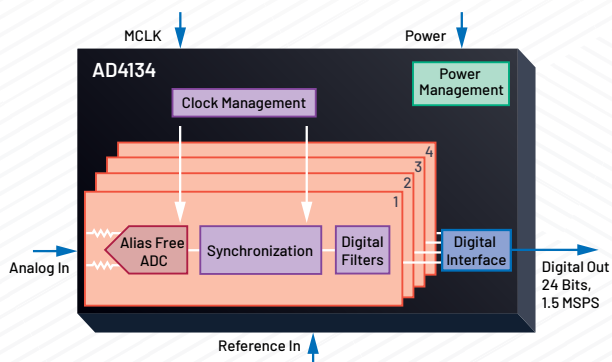 MCLK
Power
AD4134
Power
Management
Clock Management
4
3
2
1
Alias Free
ADC
Synchronization
Digital
Filters
Digital
Interface
Analog In
Digital Out
24 Bits,
1.5 MSPS
Reference In